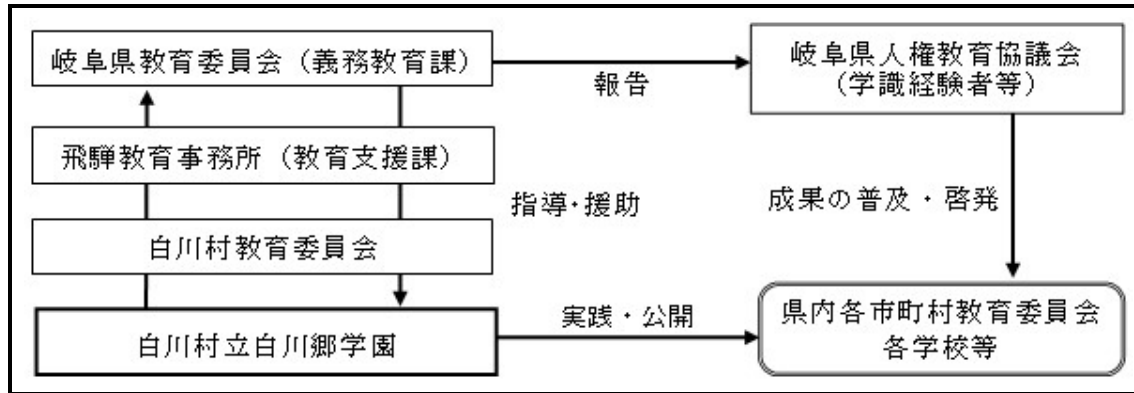 岐阜県教育委員会（義務教育課）
報告
岐阜県人権教育協議会
（学識経験者等）
飛騨教育事務所（教育支援課）
指導・援助
成果の普及・啓発
白川村教育委員会
白川村立白川郷学園
実践・公開
県内各市町村教育委員会
各学校等